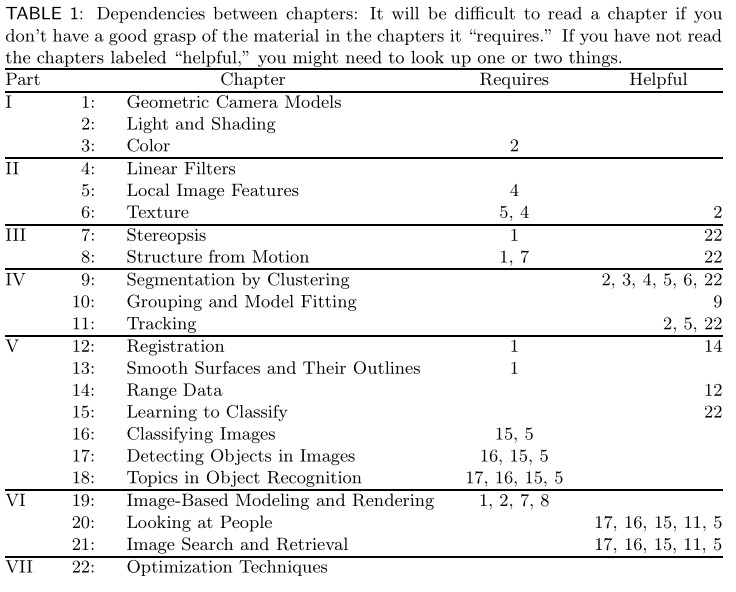 TABLE 1: Dependencies between chapters: It will be difficult to read a chapter if you
don't have a good grasp of the material in the chapters it “requires.” If you have not read
the chapters labeled “helpful,” you might need to look up one or two things.
Part Chapter Requires Helpful
I 1: Geometric Camera Models
2: Light and Shading
3: Color 2
II 4: Linear Filters
5: Local Image Features 4
6: Texture 5, 4 2
III 7: Stereopsis 1 22
8: Structure from Motion 1, 7 22
IV 9: Segmentation by Clustering 2, 3, 4, 5, 6, 22
10: Grouping and Model Fitting 9
11: Tracking 2, 5, 22
V 12: Registration 1 14
13: Smooth Surfaces and Their Outlines 1
14: Range Data 12
15: Learning to Classify 22
16: Classifying Images 15, 5
17: Detecting Objects in Images 16, 15, 5
18: Topics in Object Recognition 17, 16, 15, 5
VI 19: Image-Based Modeling and Rendering 1, 2, 7, 8
20: Looking at People 17, 16, 15, 11, 5
21: Image Search and Retrieval 17, 16, 15, 11, 5
VII 22: Optimization Techniques